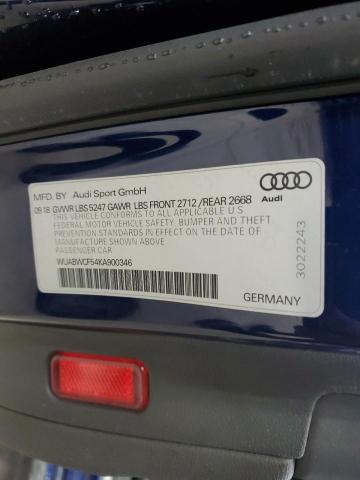 MFD. BY Audi Sport GmbH
Audi
09.18 GVWR LBS 5247 GAWR LBS FRONT 2712 / REAR 2668
THIS VEHICLE CONFORMS TO ALL APPLICABLE U.S.
FEDERAL MOTOR VEHICLE SAFETY, BUMPER, AND THEFT
PREVENTION STANDARDS IN EFFECT ON THE DATE OF
MANUFACTURE SHOWN ABOVE.
PASSENGER CAR
WUABWCF54KA900346
GERMANY
3022243